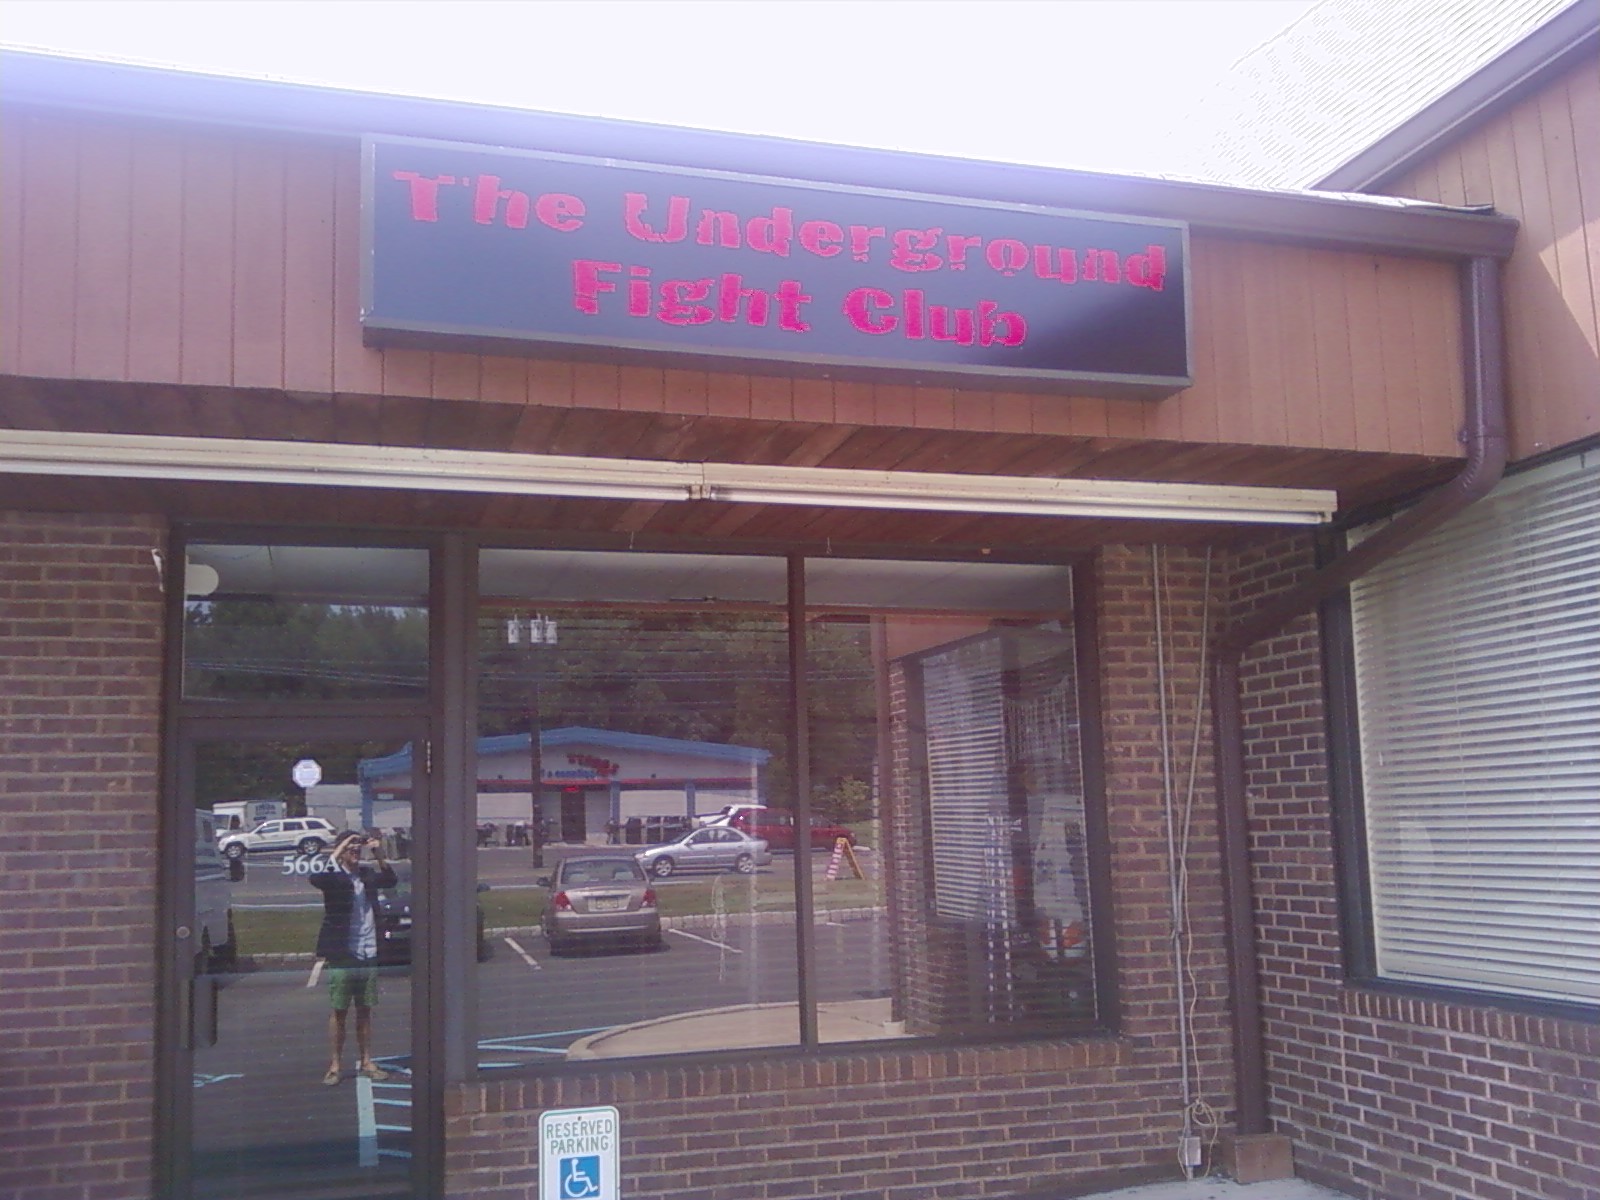 The Underground
Fight Club
566A
RESERVED
PARKING